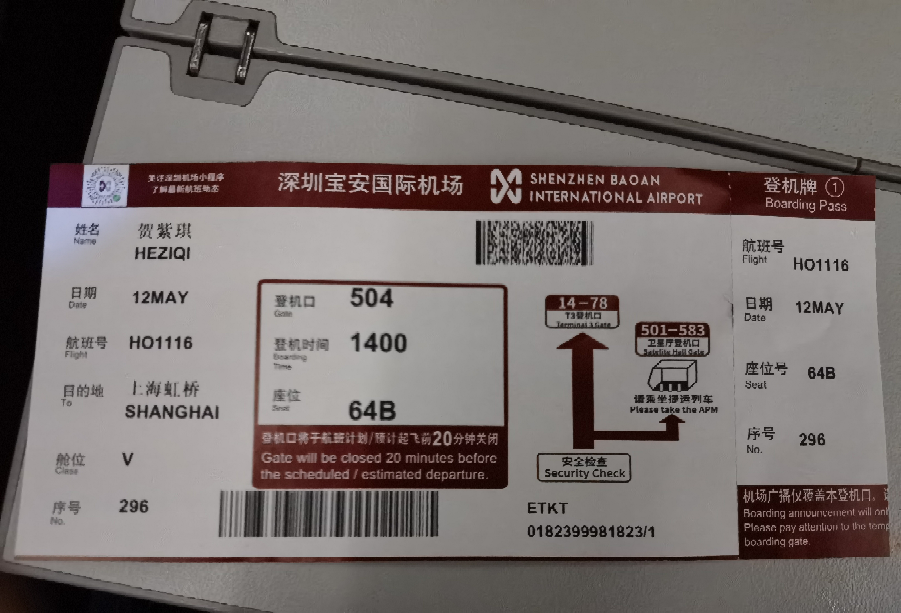 关注深圳机场小程序
了解最新航班动态
深圳宝安国际机场
SHENZHEN BAOAN
INTERNATIONAL AIRPORT
登机牌 ①
Boarding Pass
姓名 贺紫琪
Name HEZIQI
日期 12MAY
Date
航班号 HO1116
Flight
目的地 上海虹桥
To SHANGHAI
舱位 V
Class
序号 296
No.
登机口 504
Gate
登机时间 1400
Boarding
Time
座位 64B
Seat
登机口将于航班计划/预计起飞前20分钟关闭
Gate will be closed 20 minutes before
the scheduled / estimated departure.
14-78
T3登机口
Terminal 3 Gate
501-583
卫星厅登机口
Satellite Hall Gate
请乘坐捷运列车
Please take the APM
安全检查
Security Check
ETKT
0182399981823/1
航班号 HO1116
Flight
日期 12MAY
Date
座位号 64B
Seat
序号 296
No.
机场广播仅覆盖本登机口,
Boarding announcement will
Please pay attention to the
boarding gate.